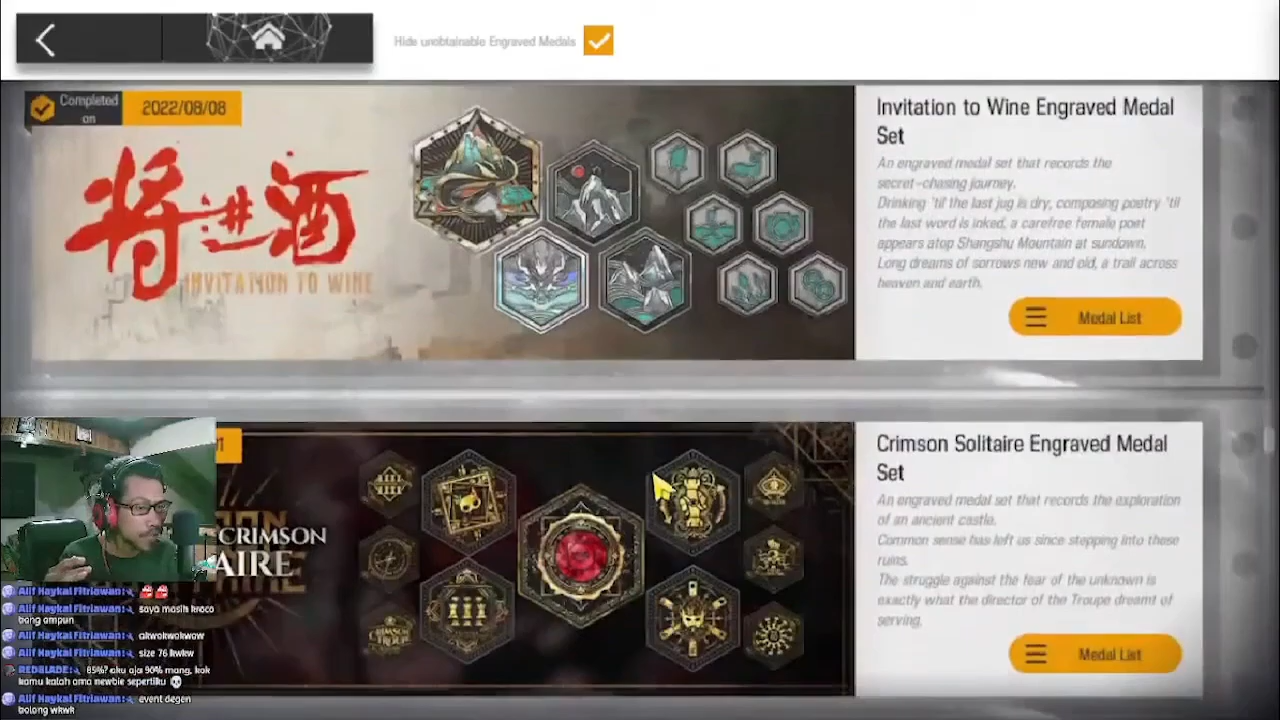 Hide unobtainable Engraved Medals
Completed on
2022/08/08
将进酒
INVITATION TO WINE
Invitation to Wine Engraved Medal
Set
An engraved medal set that records the
secret-chasing journey.
Drinking 'til the last jug is dry, composing poetry 'til
the last word is inked, a carefree female poet
appears atop Shangshu Mountain at sundown.
Long dreams of sorrows new and old, a trail across
heaven and earth.
Medal List
CRIMSON
AIRE
Crimson Solitaire Engraved Medal
Set
An engraved medal set that records the exploration
of an ancient castle.
Common sense has left us since stepping into these
ruins.
The struggle against the fear of the unknown is
exactly what the director of the Troupe dreamt of
serving.
Medal List
CRIMSON
TROUPE
Alif Haykal Fitriawan:
Alif Haykal Fitriawan: saya masih kroco
bang ampun
Alif Haykal Fitriawan: akwokwokwow
Alif Haykal Fitriawan: size 76 kwkw
REDBLADE: 85%? aku aja 90% mang, kok
kamu kalah ama newbie sepertiku
Alif Haykal Fitriawan: event degen
bolong wkwk